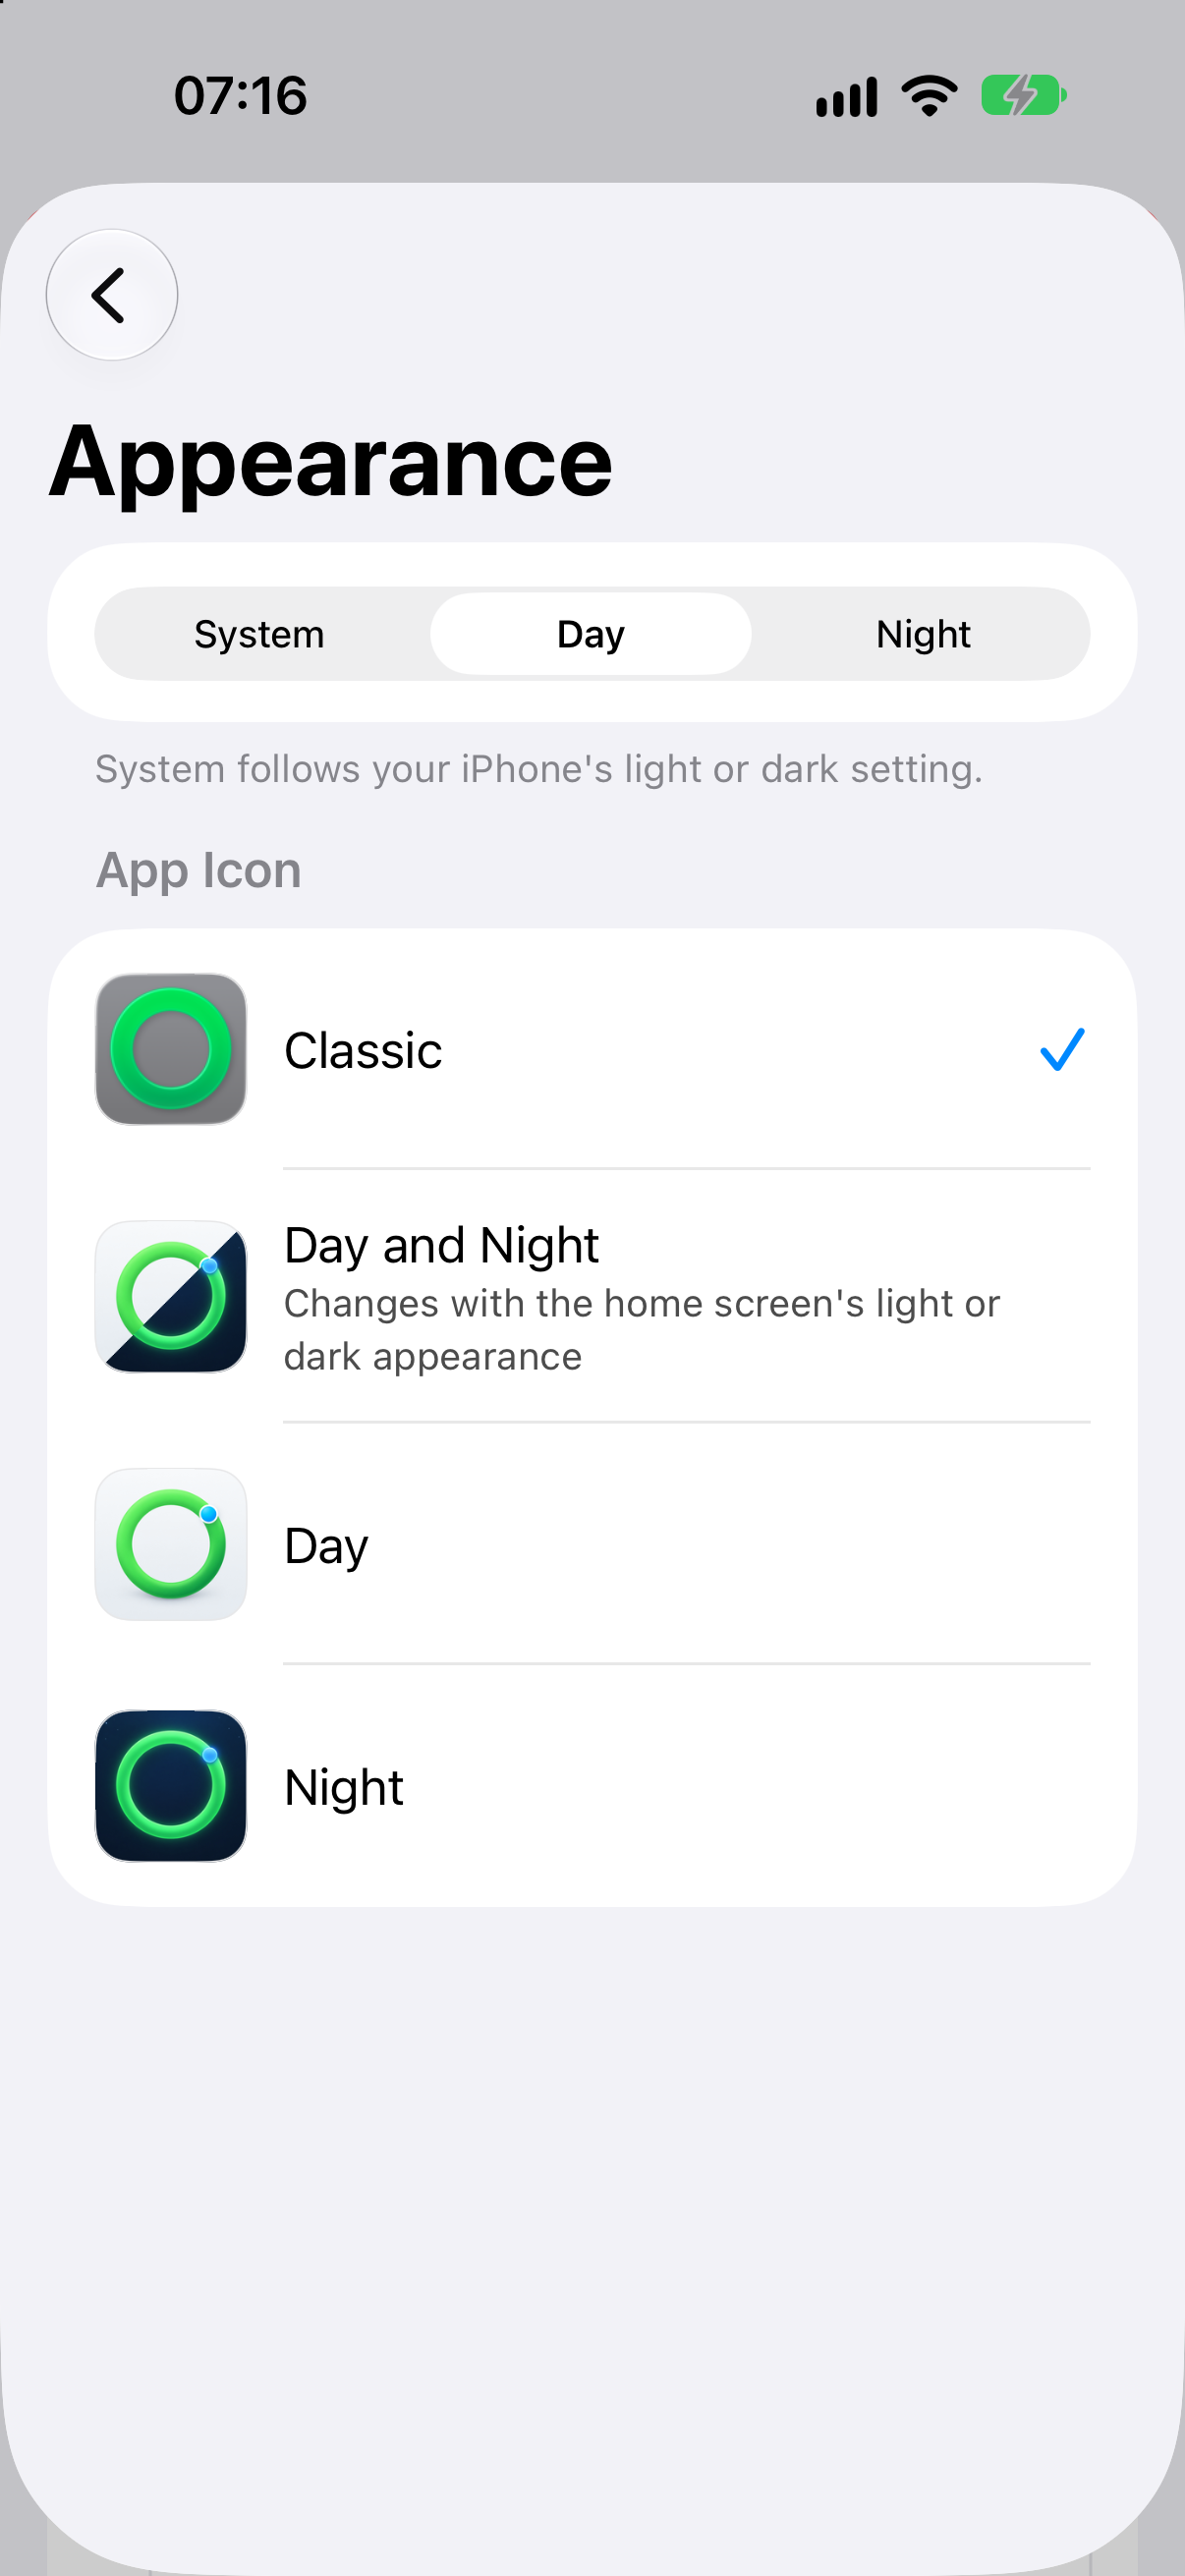 07:16
Appearance
System
Day
Night
System follows your iPhone's light or dark setting.
App Icon
Classic
Day and Night
Changes with the home screen's light or
dark appearance
Day
Night